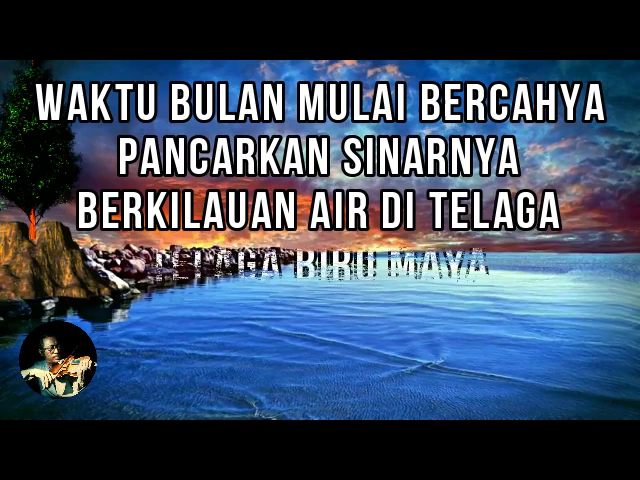 WAKTU BULAN MULAI BERCAHYA
PANCARKAN SINARNYA
BERKILAUAN AIR DI TELAGA
TELAGA BIRU MAYA